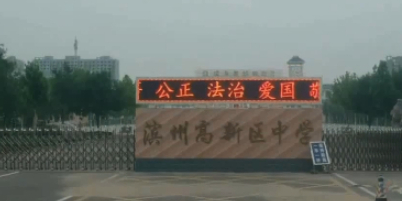 公正 法治 爱国
滨州高新区中学